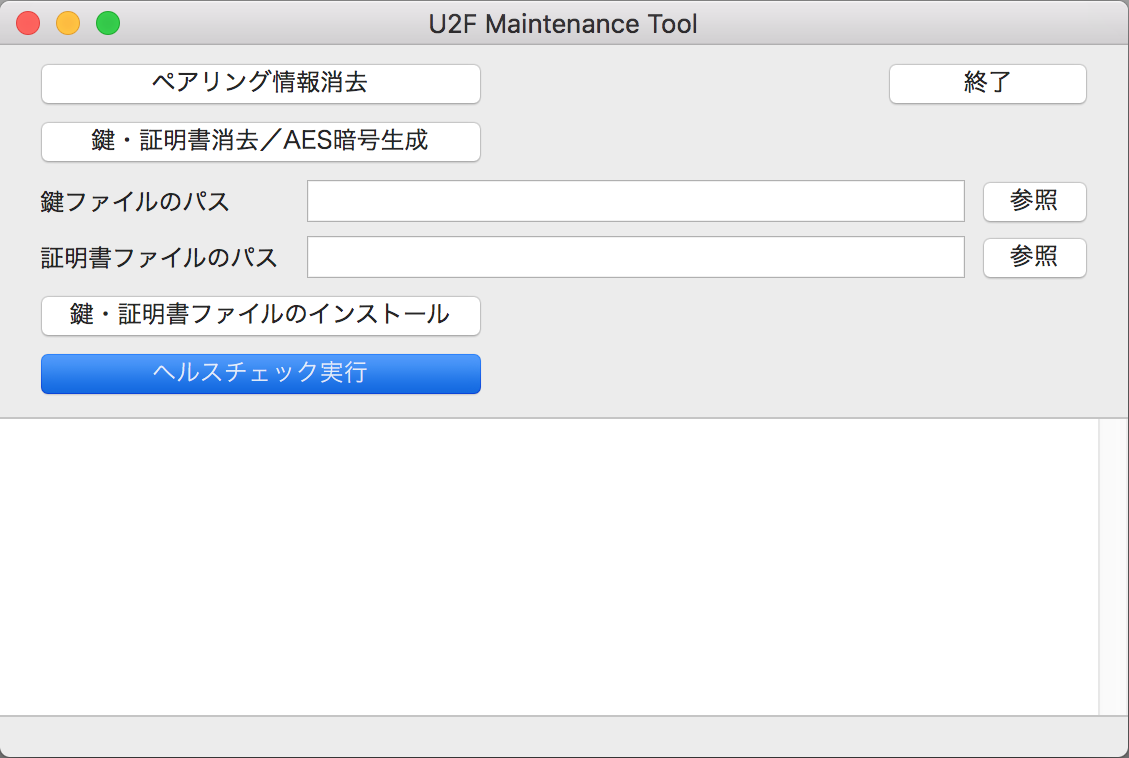 U2F Maintenance Tool
ペアリング情報消去
終了
鍵・証明書消去／AES暗号生成
鍵ファイルのパス
参照
証明書ファイルのパス
参照
鍵・証明書ファイルのインストール
ヘルスチェック実行